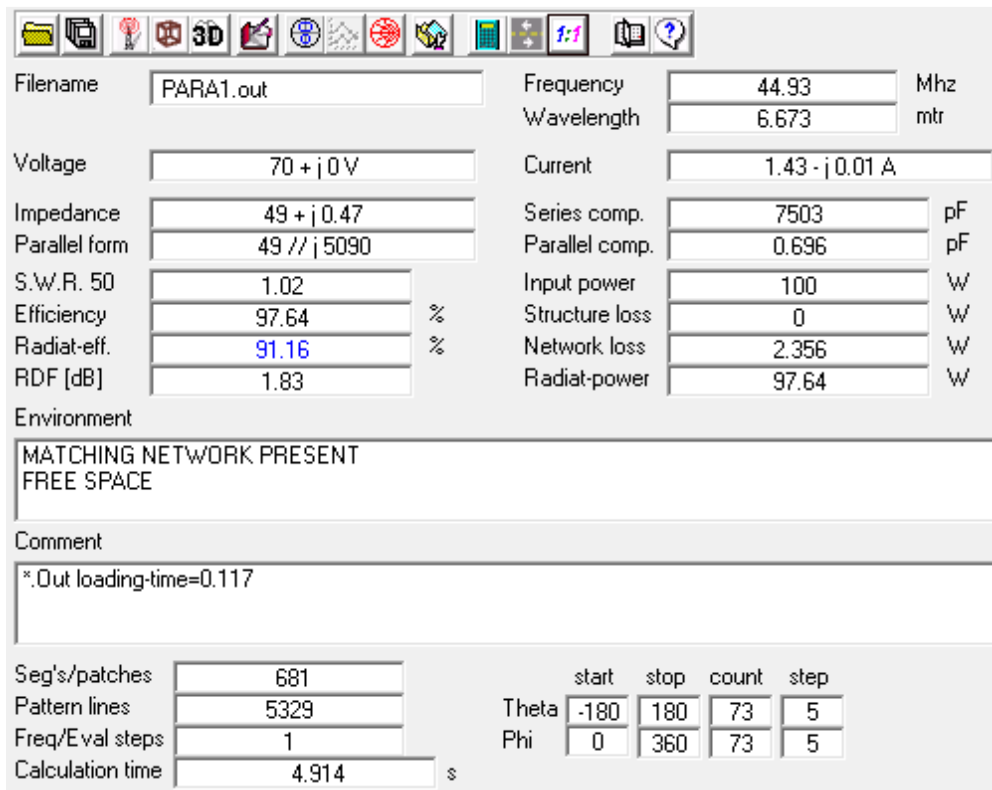 3D 1:1 ?
Filename PARA1.out Frequency 44.93 Mhz
Wavelength 6.673 mtr
Voltage 70 + j 0 V Current 1.43 - j 0.01 A
Impedance 49 + j 0.47 Series comp. 7503 pF
Parallel form 49 // j 5090 Parallel comp. 0.696 pF
S.W.R. 50 1.02 Input power 100 W
Efficiency 97.64 % Structure loss 0 W
Radiat-eff. 91.16 % Network loss 2.356 W
RDF [dB] 1.83 Radiat-power 97.64 W
Environment
MATCHING NETWORK PRESENT
FREE SPACE
Comment
*.Out loading-time=0.117
Seg's/patches 681 start stop count step
Pattern lines 5329 Theta -180 180 73 5
Freq/Eval steps 1 Phi 0 360 73 5
Calculation time 4.914 s